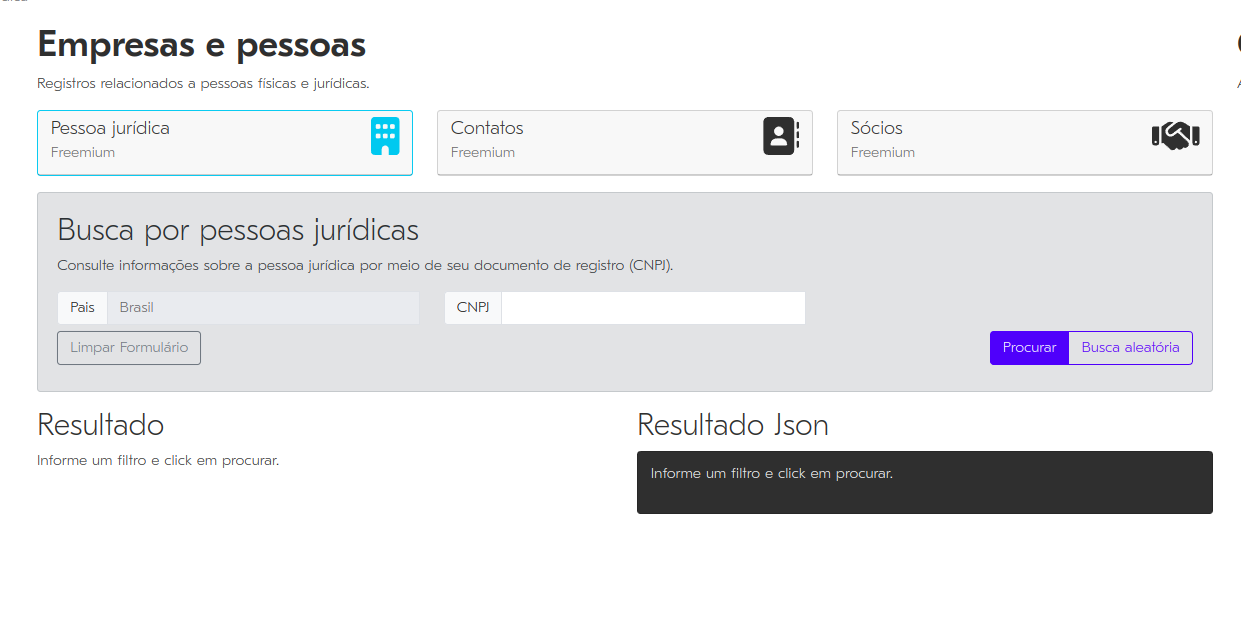 Empresas e pessoas
Registros relacionados a pessoas físicas e jurídicas.
Pessoa jurídica
Freemium
Contatos
Freemium
Sócios
Freemium
Busca por pessoas jurídicas
Consulte informações sobre a pessoa jurídica por meio de seu documento de registro (CNPJ).
Pais Brasil CNPJ
Limpar Formulário Procurar Busca aleatória
Resultado
Informe um filtro e click em procurar.
Resultado Json
Informe um filtro e click em procurar.